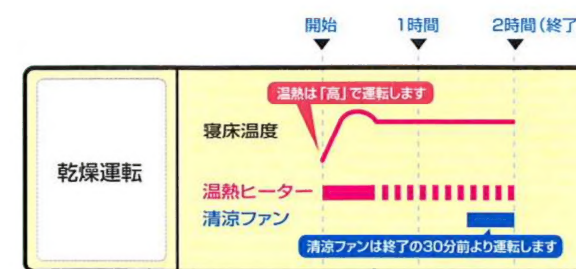 開始 1時間 2時間(終了
温熱は「高」で運転します
寝床温度
乾燥運転
温熱ヒーター
清涼ファン
清涼ファンは終了の30分前より運転します